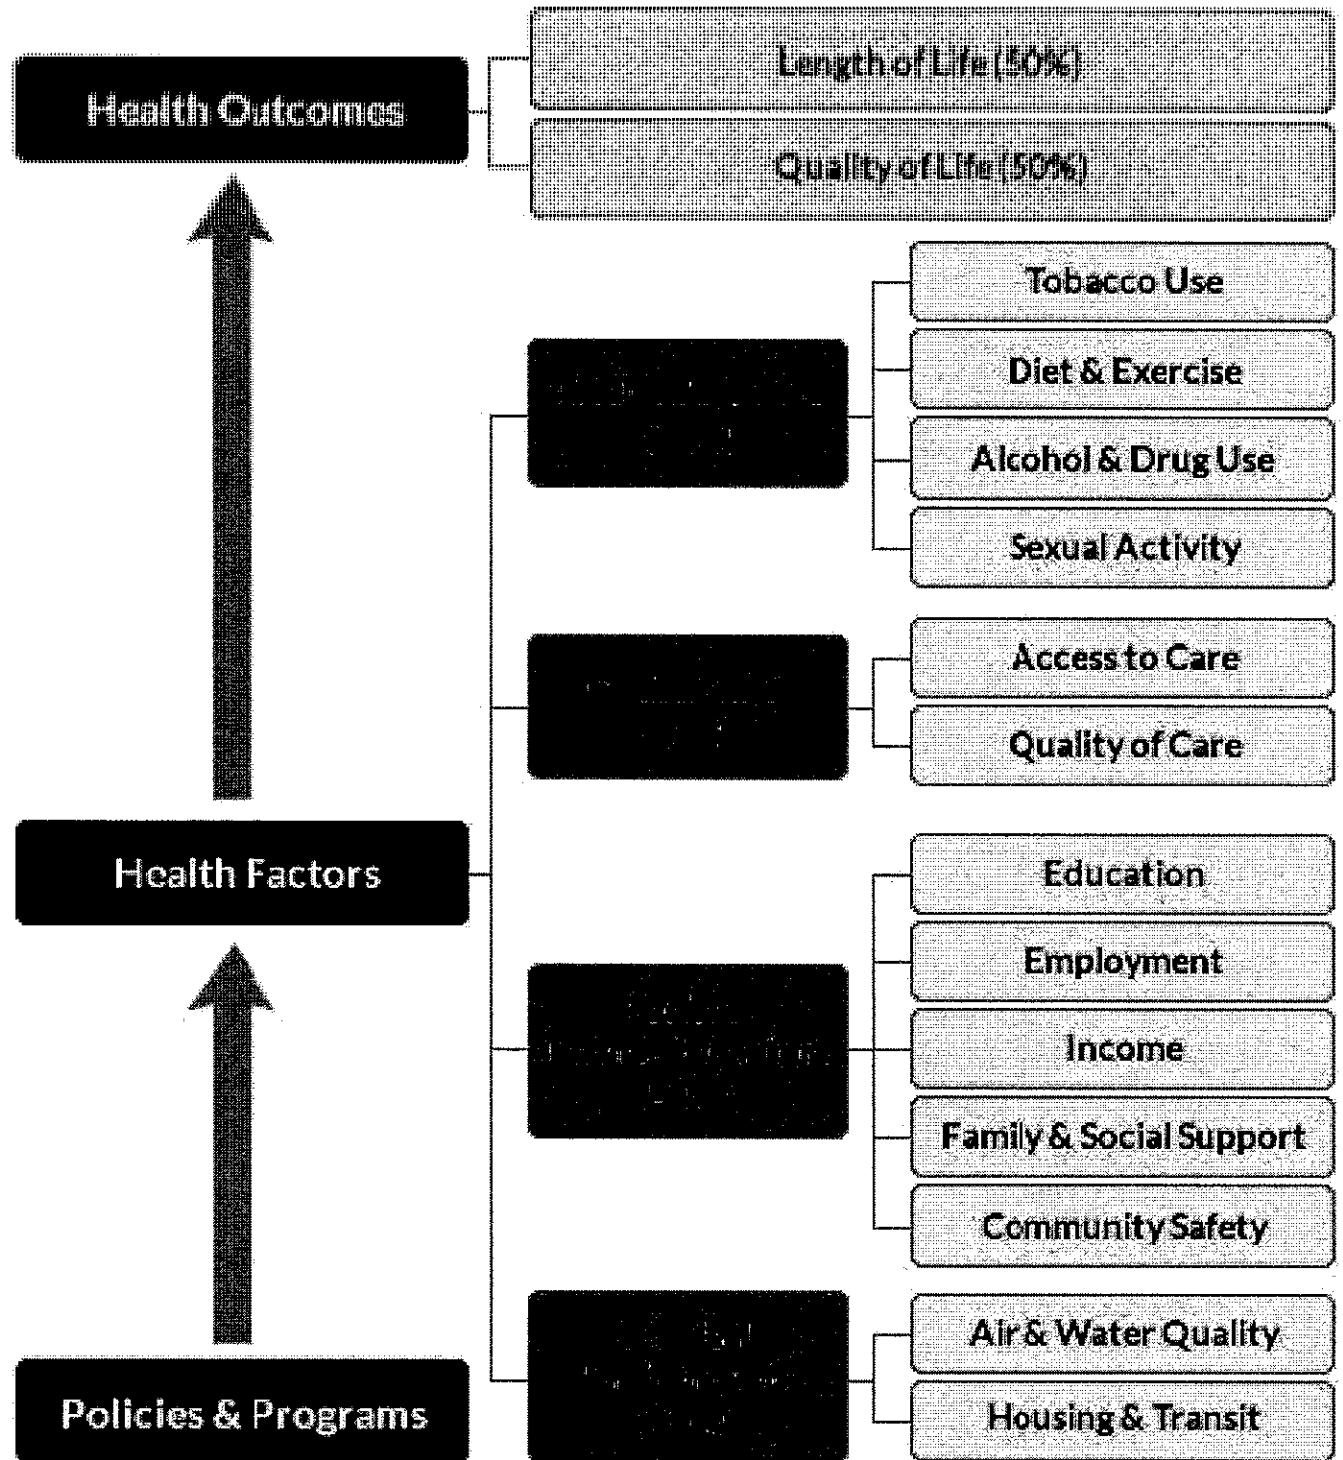 Health Outcomes
Length of Life (50%)
Quality of Life (50%)
Tobacco Use
Diet & Exercise
Alcohol & Drug Use
Sexual Activity
Access to Care
Quality of Care
Health Factors
Education
Employment
Income
Family & Social Support
Community Safety
Air & Water Quality
Housing & Transit
Policies & Programs